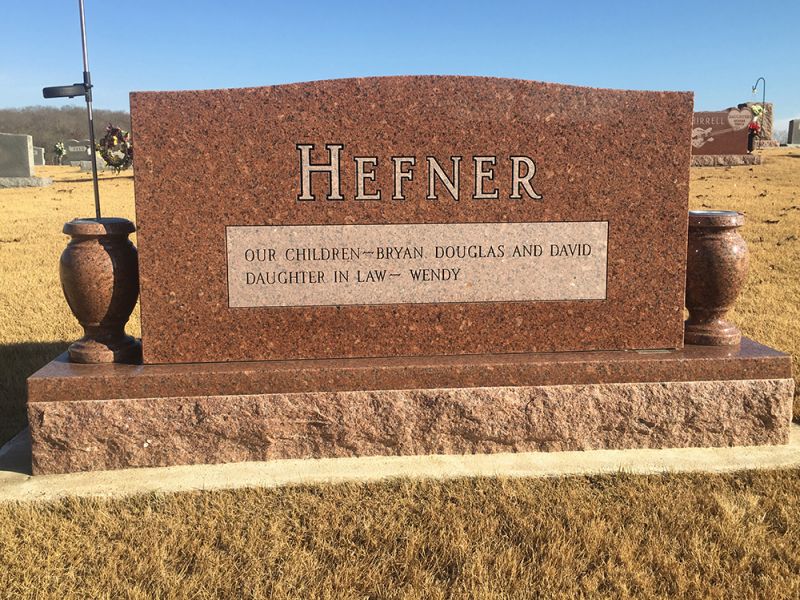 HEFNER
OUR CHILDREN~BRYAN, DOUGLAS AND DAVID
DAUGHTER IN LAW~ WENDY